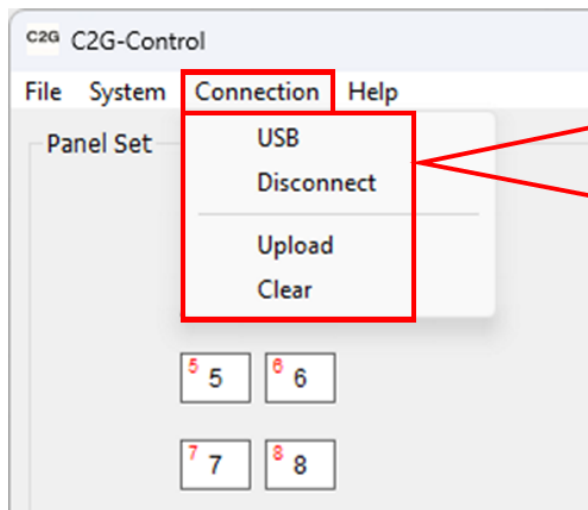 C2G C2G-Control
File System Connection Help
Panel Set
USB
Disconnect
Upload
Clear
5 5 6 6
7 7 8 8